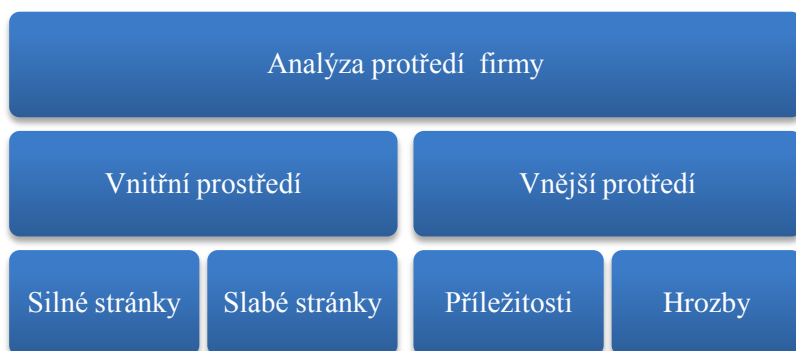 Analýza protředí  firmy
Vnitřní prostředí
Vnější protředí
Silné stránky
Slabé stránky
Příležitosti
Hrozby